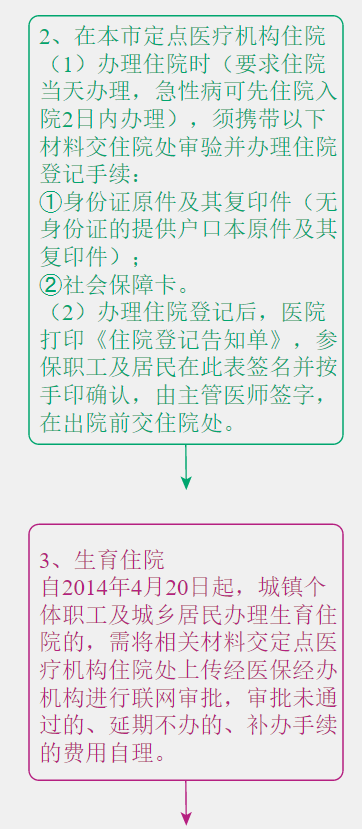 2、在本市定点医疗机构住院
（1）办理住院时（要求住院
当天办理，急性病可先住院入
院2日内办理），须携带以下
材料交住院处审验并办理住院
登记手续：
①身份证原件及其复印件（无
身份证的提供户口本原件及其
复印件）；
②社会保障卡。
（2）办理住院登记后，医院
打印《住院登记告知单》，参
保职工及居民在此表签名并按
手印确认，由主管医师签字，
在出院前交住院处。
3、生育住院
自2014年4月20日起，城镇个
体职工及城乡居民办理生育住
院的，需将相关材料交定点医
疗机构住院处上传经医保经办
机构进行联网审批，审批未通
过的、延期不办的、补办手续
的费用自理。